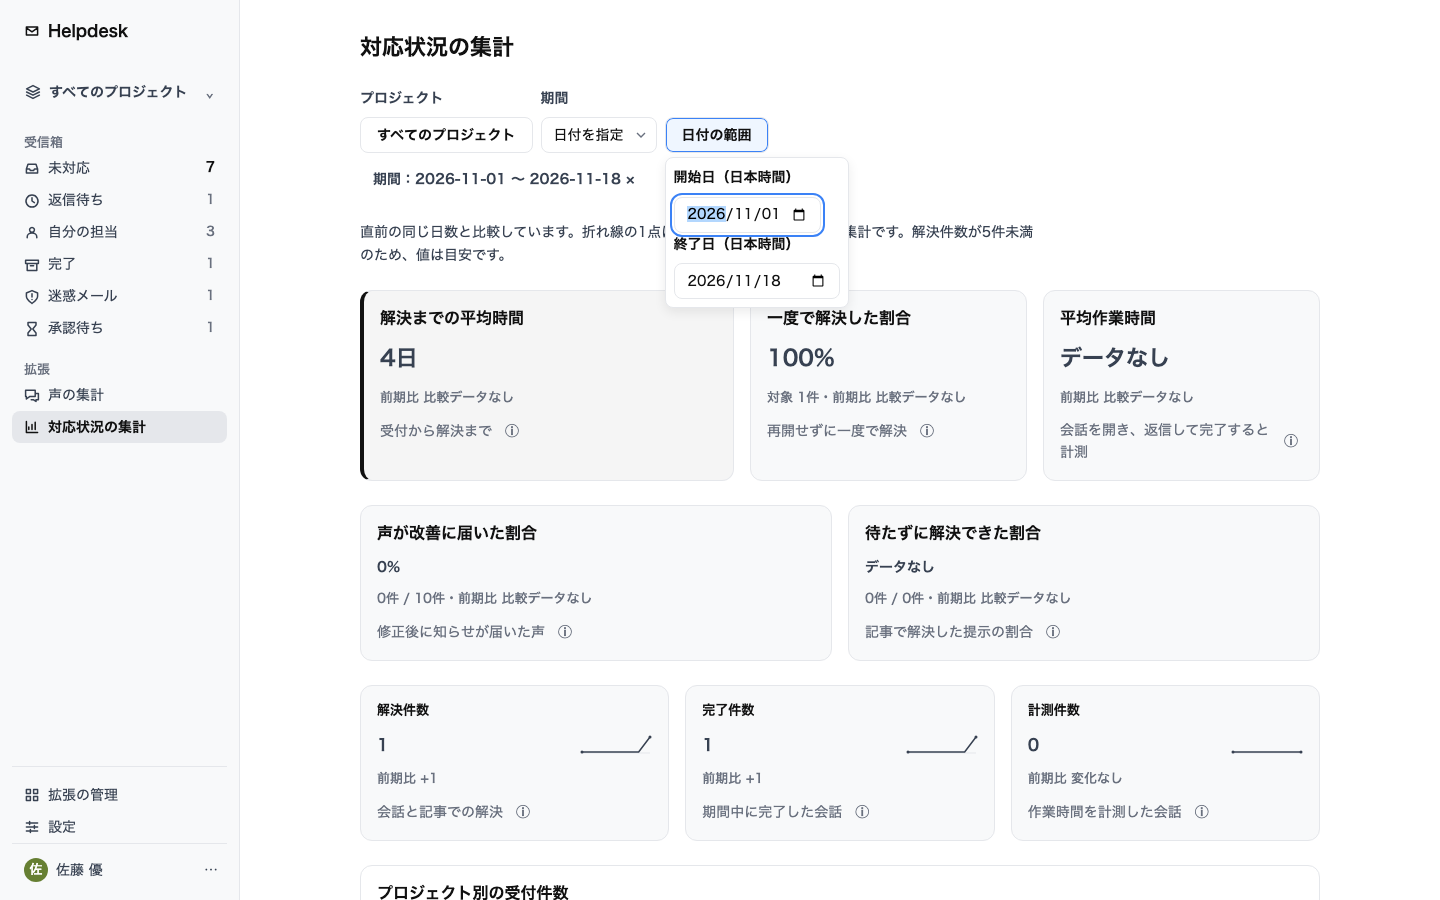 Helpdesk
すべてのプロジェクト
受信箱
未対応 7
返信待ち 1
自分の担当 3
完了 1
迷惑メール 1
承認待ち 1
拡張
声の集計
対応状況の集計
拡張の管理
設定
佐 佐藤 優 …
対応状況の集計
プロジェクト 期間
すべてのプロジェクト 日付を指定 日付の範囲
期間：2026-11-01 〜 2026-11-18 ×
開始日（日本時間）
2026/11/01
終了日（日本時間）
2026/11/18
直前の同じ日数と比較しています。折れ線の1点 集計です。解決件数が5件未満
のため、値は目安です。
解決までの平均時間
4日
前期比 比較データなし
受付から解決まで
一度で解決した割合
100%
対象 1件・前期比 比較データなし
再開せずに一度で解決
平均作業時間
データなし
前期比 比較データなし
会話を開き、返信して完了すると
計測
声が改善に届いた割合
0%
0件 / 10件・前期比 比較データなし
修正後に知らせが届いた声
待たずに解決できた割合
データなし
0件 / 0件・前期比 比較データなし
記事で解決した提示の割合
解決件数
1
前期比 +1
会話と記事での解決
完了件数
1
前期比 +1
期間中に完了した会話
計測件数
0
前期比 変化なし
作業時間を計測した会話
プロジェクト別の受付件数